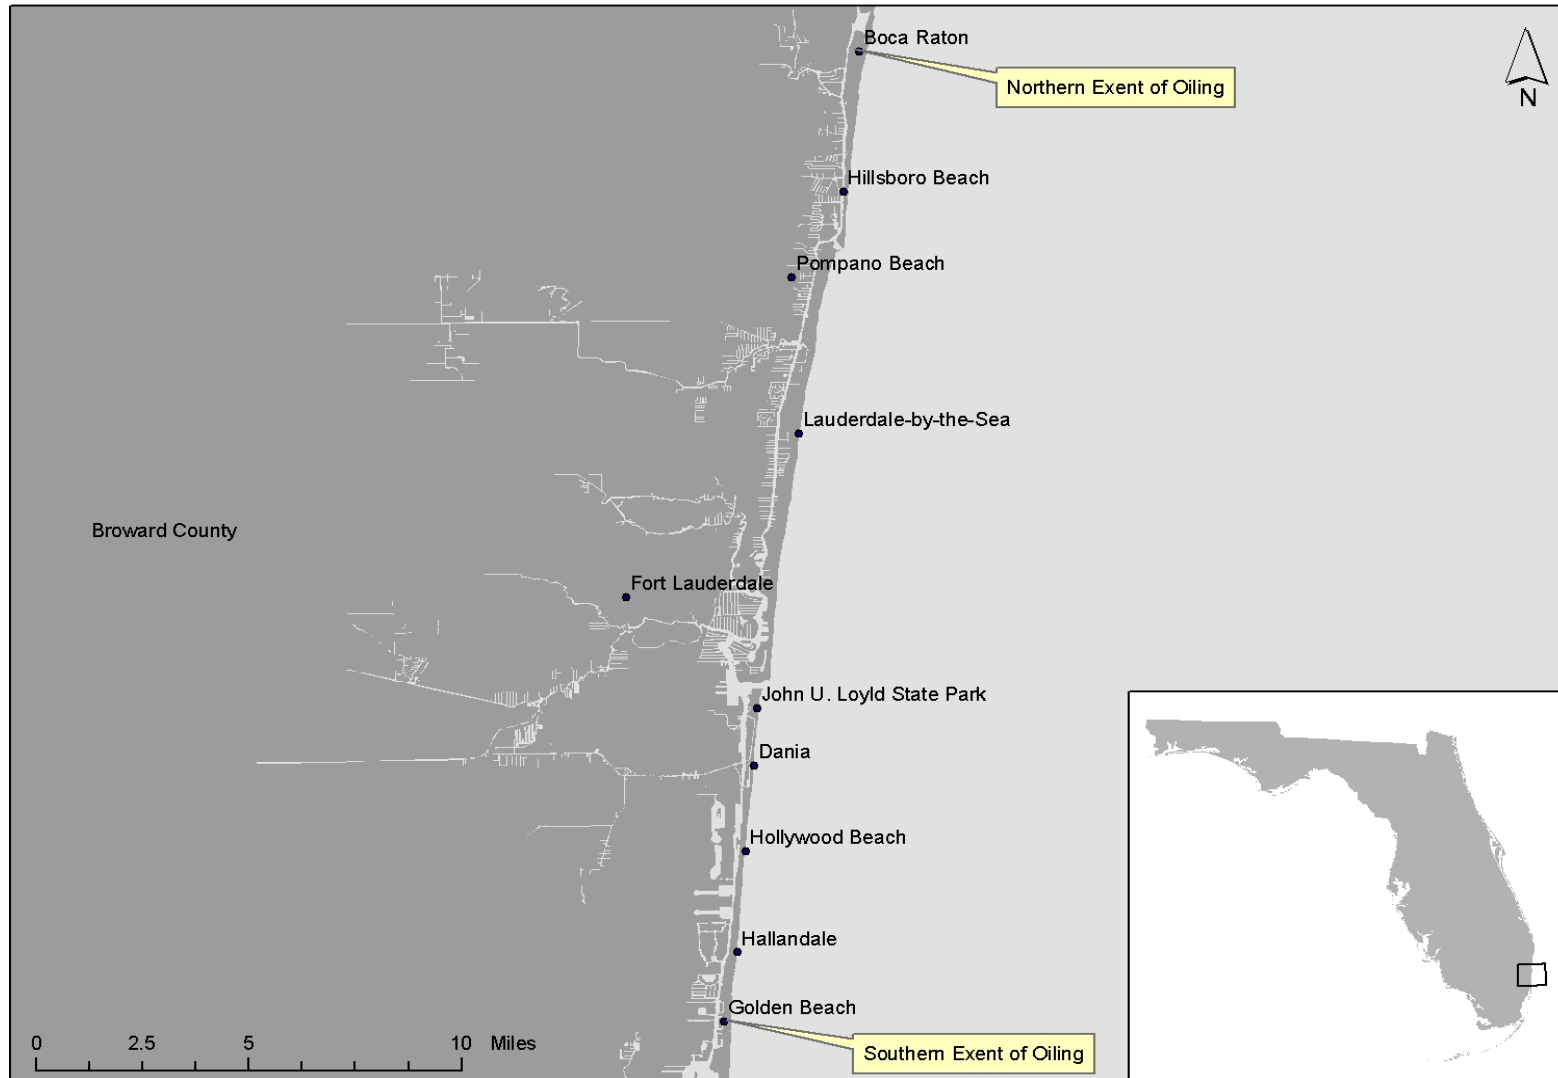 Boca Raton
Northern Exent of Oiling
N
Hillsboro Beach
Pompano Beach
Lauderdale-by-the-Sea
Broward County
Fort Lauderdale
John U. Loyld State Park
Dania
Hollywood Beach
Hallandale
Golden Beach
Southern Exent of Oiling
0 2.5 5 10 Miles